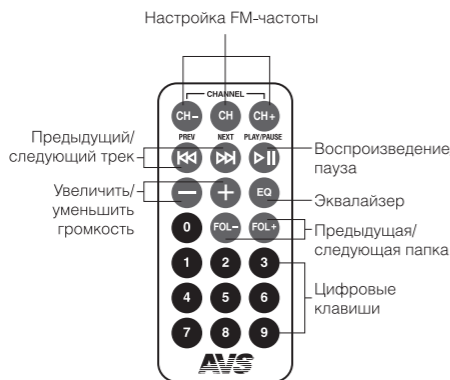 Настройка FM-частоты
CHANNEL
CH− CH CH+
PREV NEXT PLAY/PAUSE
Предыдущий/
следующий трек
Воспроизведение
пауза
Увеличить/
уменьшить
громкость
EQ
Эквалайзер
0 FOL− FOL+
Предыдущая/
следующая папка
1 2 3
4 5 6
Цифровые
клавиши
7 8 9
AVS